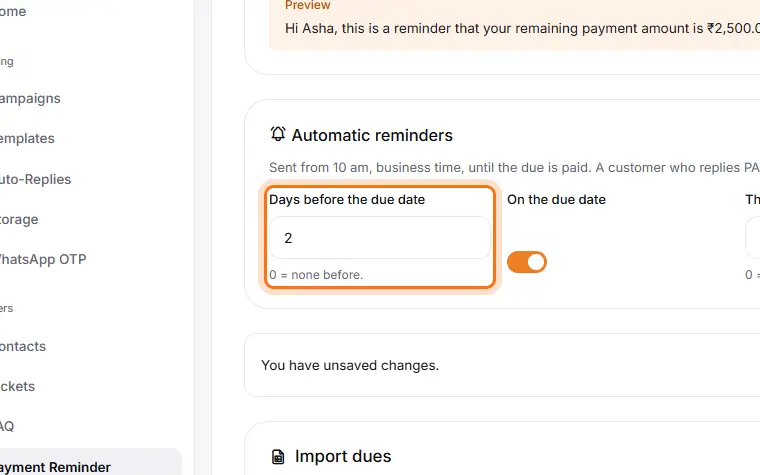 ome
Preview
Hi Asha, this is a reminder that your remaining payment amount is ₹2,500.0
ng
ampaigns
emplates
uto-Replies
torage
hatsApp OTP
Automatic reminders
Sent from 10 am, business time, until the due is paid. A customer who replies PA
Days before the due date
On the due date
Th
2
0 = none before.
0 =
You have unsaved changes.
ers
ontacts
ckets
AQ
ayment Reminder
Import dues